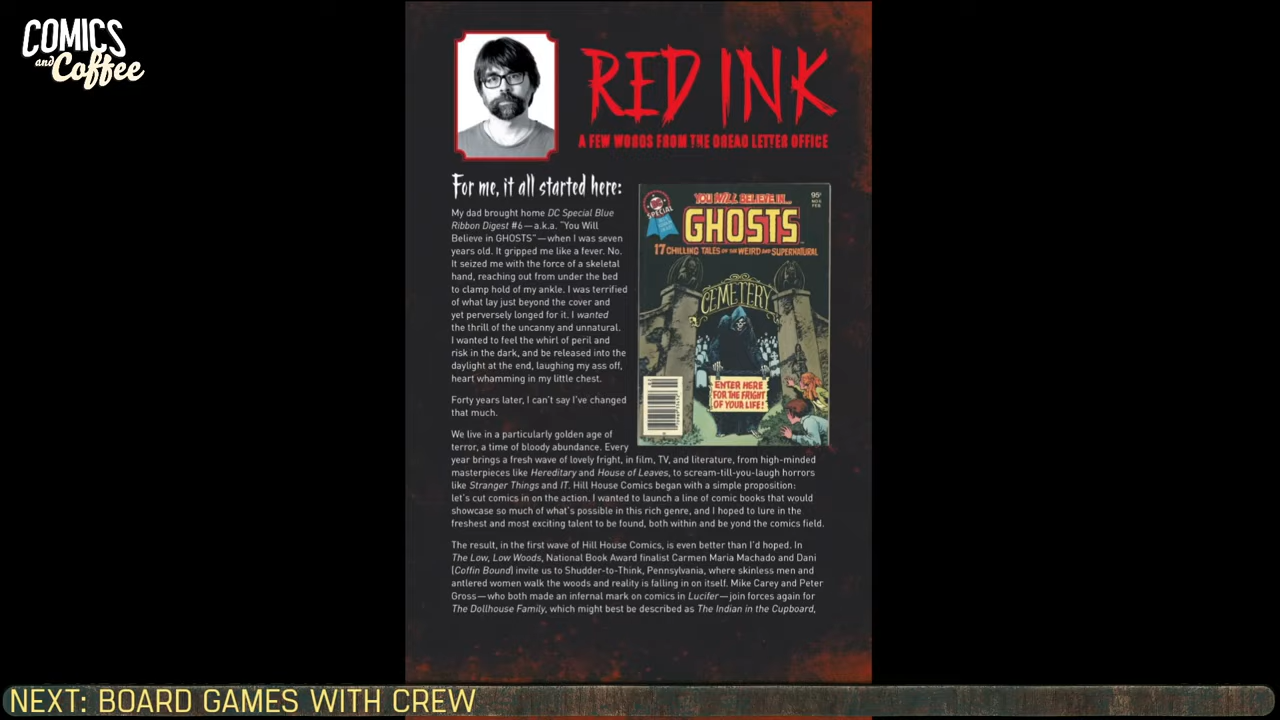 COMICS
and
Coffee
RED INK
A FEW WORDS FROM THE DREAD LETTER OFFICE
For me, it all started here:
My dad brought home DC Special Blue
Ribbon Digest #6—a.k.a. "You Will
Believe in GHOSTS"—when I was seven
years old. It gripped me like a fever. No.
It seized me with the force of a skeletal
hand, reaching out from under the bed
to clamp hold of my ankle. I was terrified
of what lay just beyond the cover and
yet perversely longed for it. I wanted
the thrill of the uncanny and unnatural.
I wanted to feel the whirl of peril and
risk in the dark, and be released into the
daylight at the end, laughing my ass off,
heart whamming in my little chest.
Forty years later, I can't say I've changed
that much.
We live in a particularly golden age of
terror, a time of bloody abundance. Every
year brings a fresh wave of lovely fright, in film, TV, and literature, from high-minded
masterpieces like Hereditary and House of Leaves, to scream-till-you-laugh horrors
like Stranger Things and IT. Hill House Comics began with a simple proposition:
let's cut comics in on the action. I wanted to launch a line of comic books that would
showcase so much of what's possible in this rich genre, and I hoped to lure in the
freshest and most exciting talent to be found, both within and be yond the comics field.
The result, in the first wave of Hill House Comics, is even better than I'd hoped. In
The Low, Low Woods, National Book Award finalist Carmen Maria Machado and Dani
[Coffin Bound] invite us to Shudder-to-Think, Pennsylvania, where skinless men and
antlered women walk the woods and reality is falling in on itself. Mike Carey and Peter
Gross—who both made an infernal mark on comics in Lucifer—join forces again for
The Dollhouse Family, which might best be described as The Indian in the Cupboard,
SPECIAL
YOU WILL BELIEVE IN...
95¢
GHOSTS
17 CHILLING TALES OF THE WEIRD AND SUPERNATURAL
CEMETERY
ENTER HERE
FOR THE FRIGHT
OF YOUR LIFE!
NEXT: BOARD GAMES WITH CREW